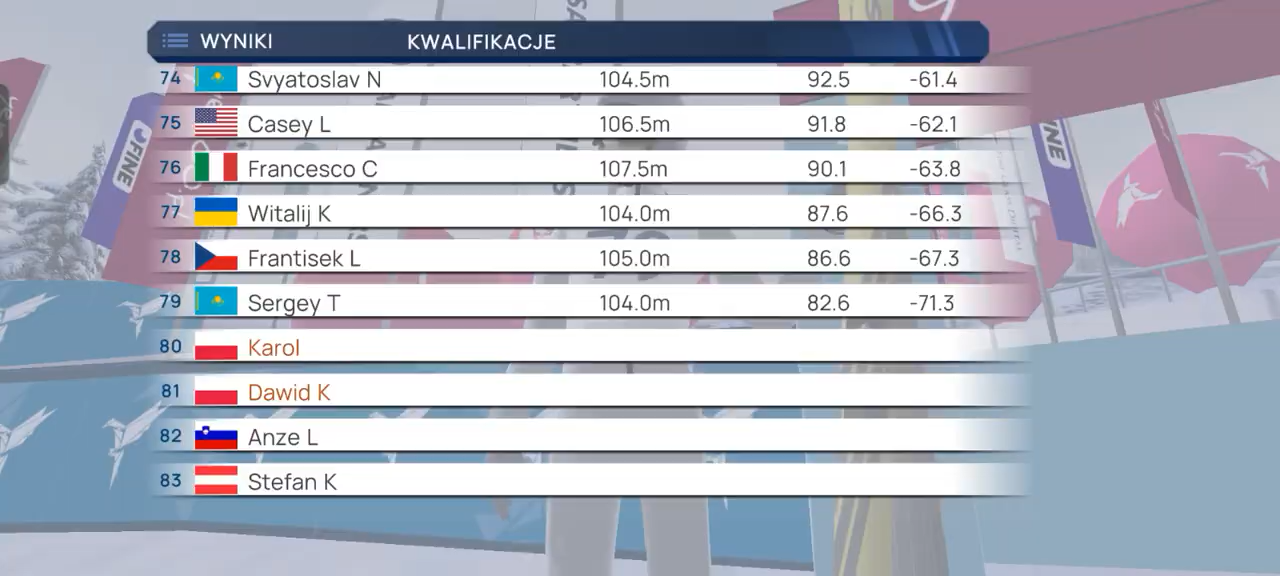 WYNIKI KWALIFIKACJE
74 Svyatoslav N 104.5m 92.5 -61.4
75 Casey L 106.5m 91.8 -62.1
76 Francesco C 107.5m 90.1 -63.8
77 Witalij K 104.0m 87.6 -66.3
78 Frantisek L 105.0m 86.6 -67.3
79 Sergey T 104.0m 82.6 -71.3
80 Karol
81 Dawid K
82 Anze L
83 Stefan K
FINE